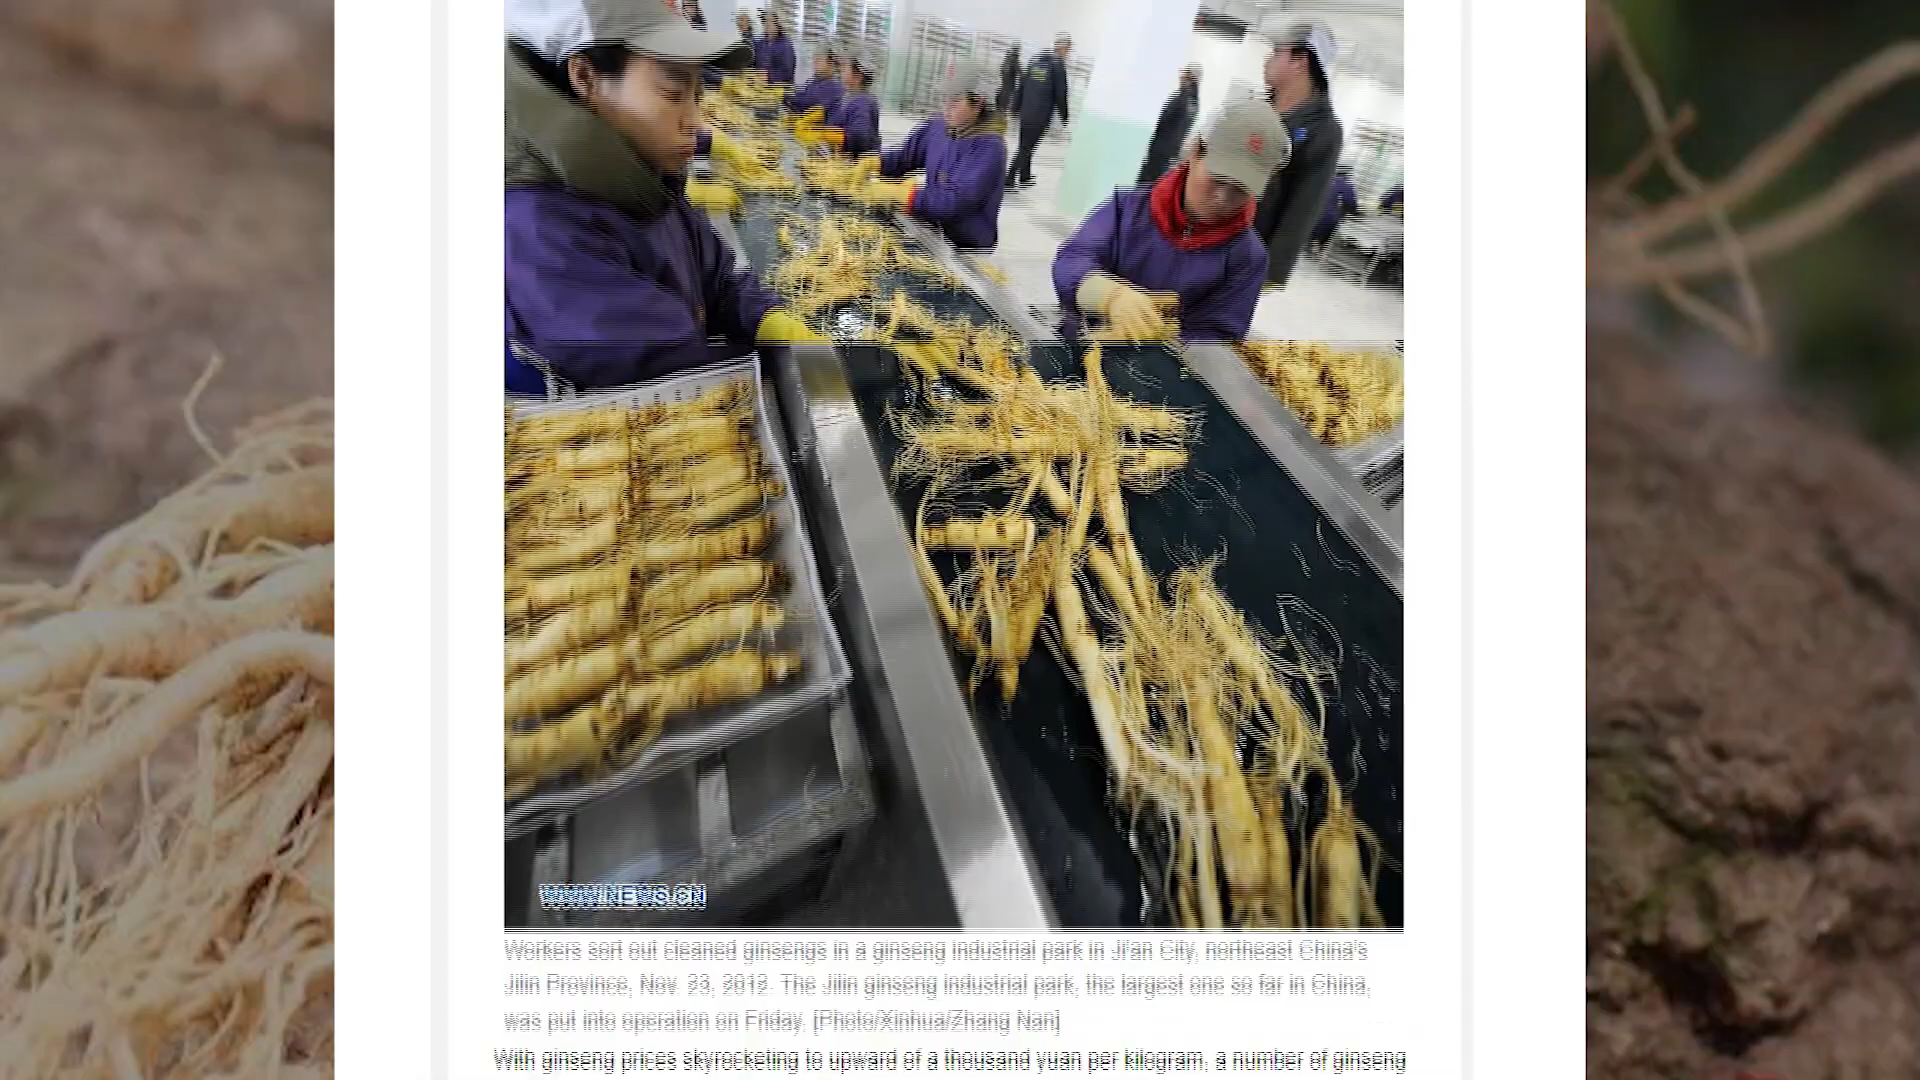 WWW.NEWS.CN
Workers sort out cleaned ginsengs in a ginseng industrial park in Ji'an City, northeast China's
Jilin Province, Nov. 23, 2012. The Jilin ginseng industrial park, the largest one so far in China,
was put into operation on Friday. [Photo/Xinhua/Zhang Nan]
With ginseng prices skyrocketing to upward of a thousand yuan per kilogram, a number of ginseng